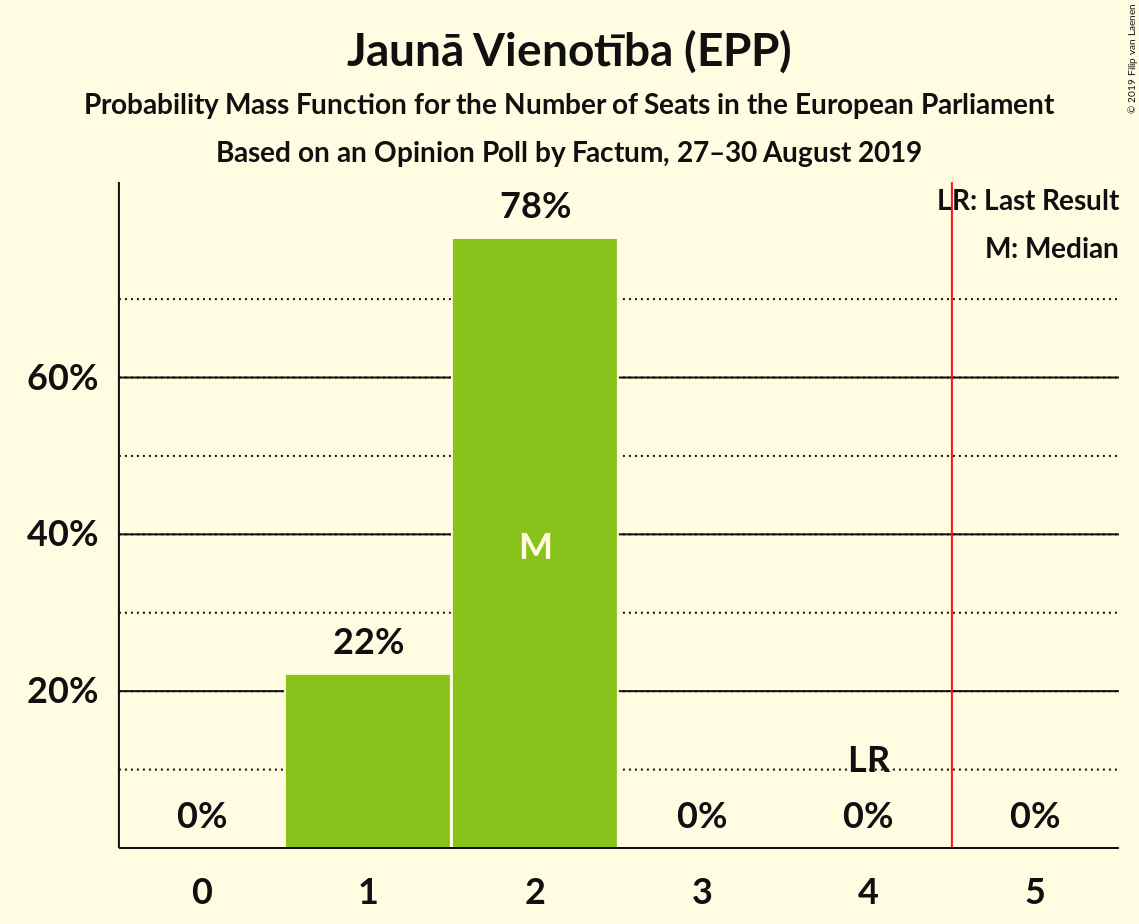 Jaunā Vienotība (EPP)
Probability Mass Function for the Number of Seats in the European Parliament
Based on an Opinion Poll by Factum, 27–30 August 2019
© 2019 Filip van Laenen
LR: Last Result
M: Median
78%
60%
40%
M
22%
20%
LR
0%
0%
0%
0%
0
1
2
3
4
5